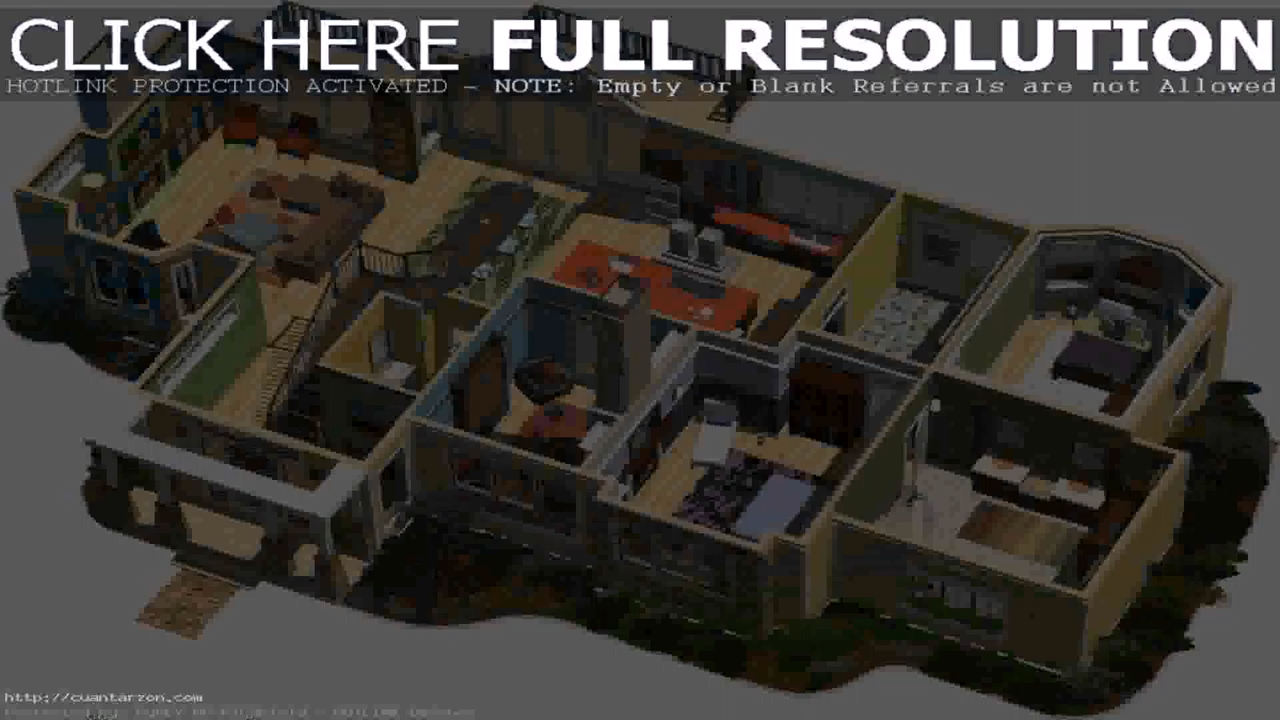 CLICK HERE FULL RESOLUTION
HOTLINK PROTECTION ACTIVATED - NOTE: Empty or Blank Referrals are not Allowed
http://cuantarzon.com